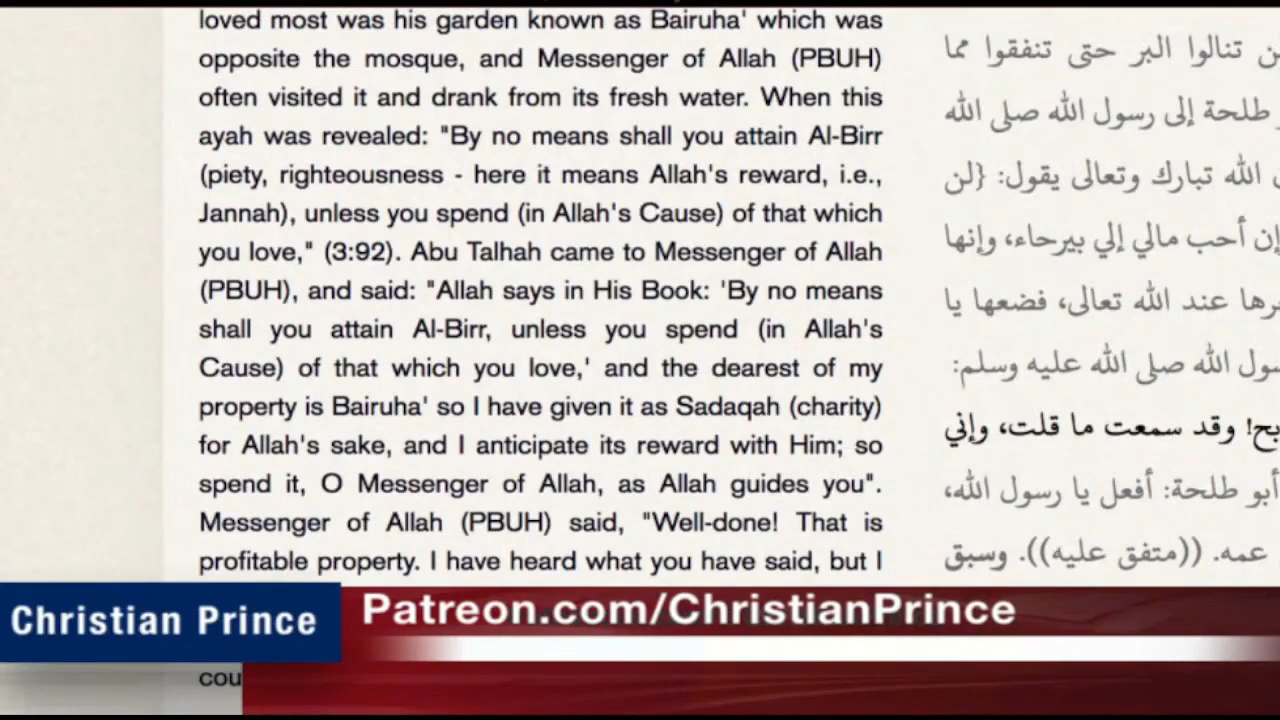 loved most was his garden known as Bairuha' which was
opposite the mosque, and Messenger of Allah (PBUH)
often visited it and drank from its fresh water. When this
ayah was revealed: "By no means shall you attain Al-Birr
(piety, righteousness - here it means Allah's reward, i.e.,
Jannah), unless you spend (in Allah's Cause) of that which
you love," (3:92). Abu Talhah came to Messenger of Allah
(PBUH), and said: "Allah says in His Book: 'By no means
shall you attain Al-Birr, unless you spend (in Allah's
Cause) of that which you love,' and the dearest of my
property is Bairuha' so I have given it as Sadaqah (charity)
for Allah's sake, and I anticipate its reward with Him; so
spend it, O Messenger of Allah, as Allah guides you".
Messenger of Allah (PBUH) said, "Well-done! That is
profitable property. I have heard what you have said, but I
cou
تنالوا البر حتى تنفقوا مما
طلحة إلى رسول الله صلى الله
الله تبارك وتعالى يقول: {لن
إن أحب مالي إلي بيرحاء، وإنها
عند الله تعالى، فضعها يا
الله صلى الله عليه وسلم:
وقد سمعت ما قلت، وإني
أبو طلحة: أفعل يا رسول الله،
عمه. ((متفق عليه)). وسبق
Christian Prince
Patreon.com/ChristianPrince